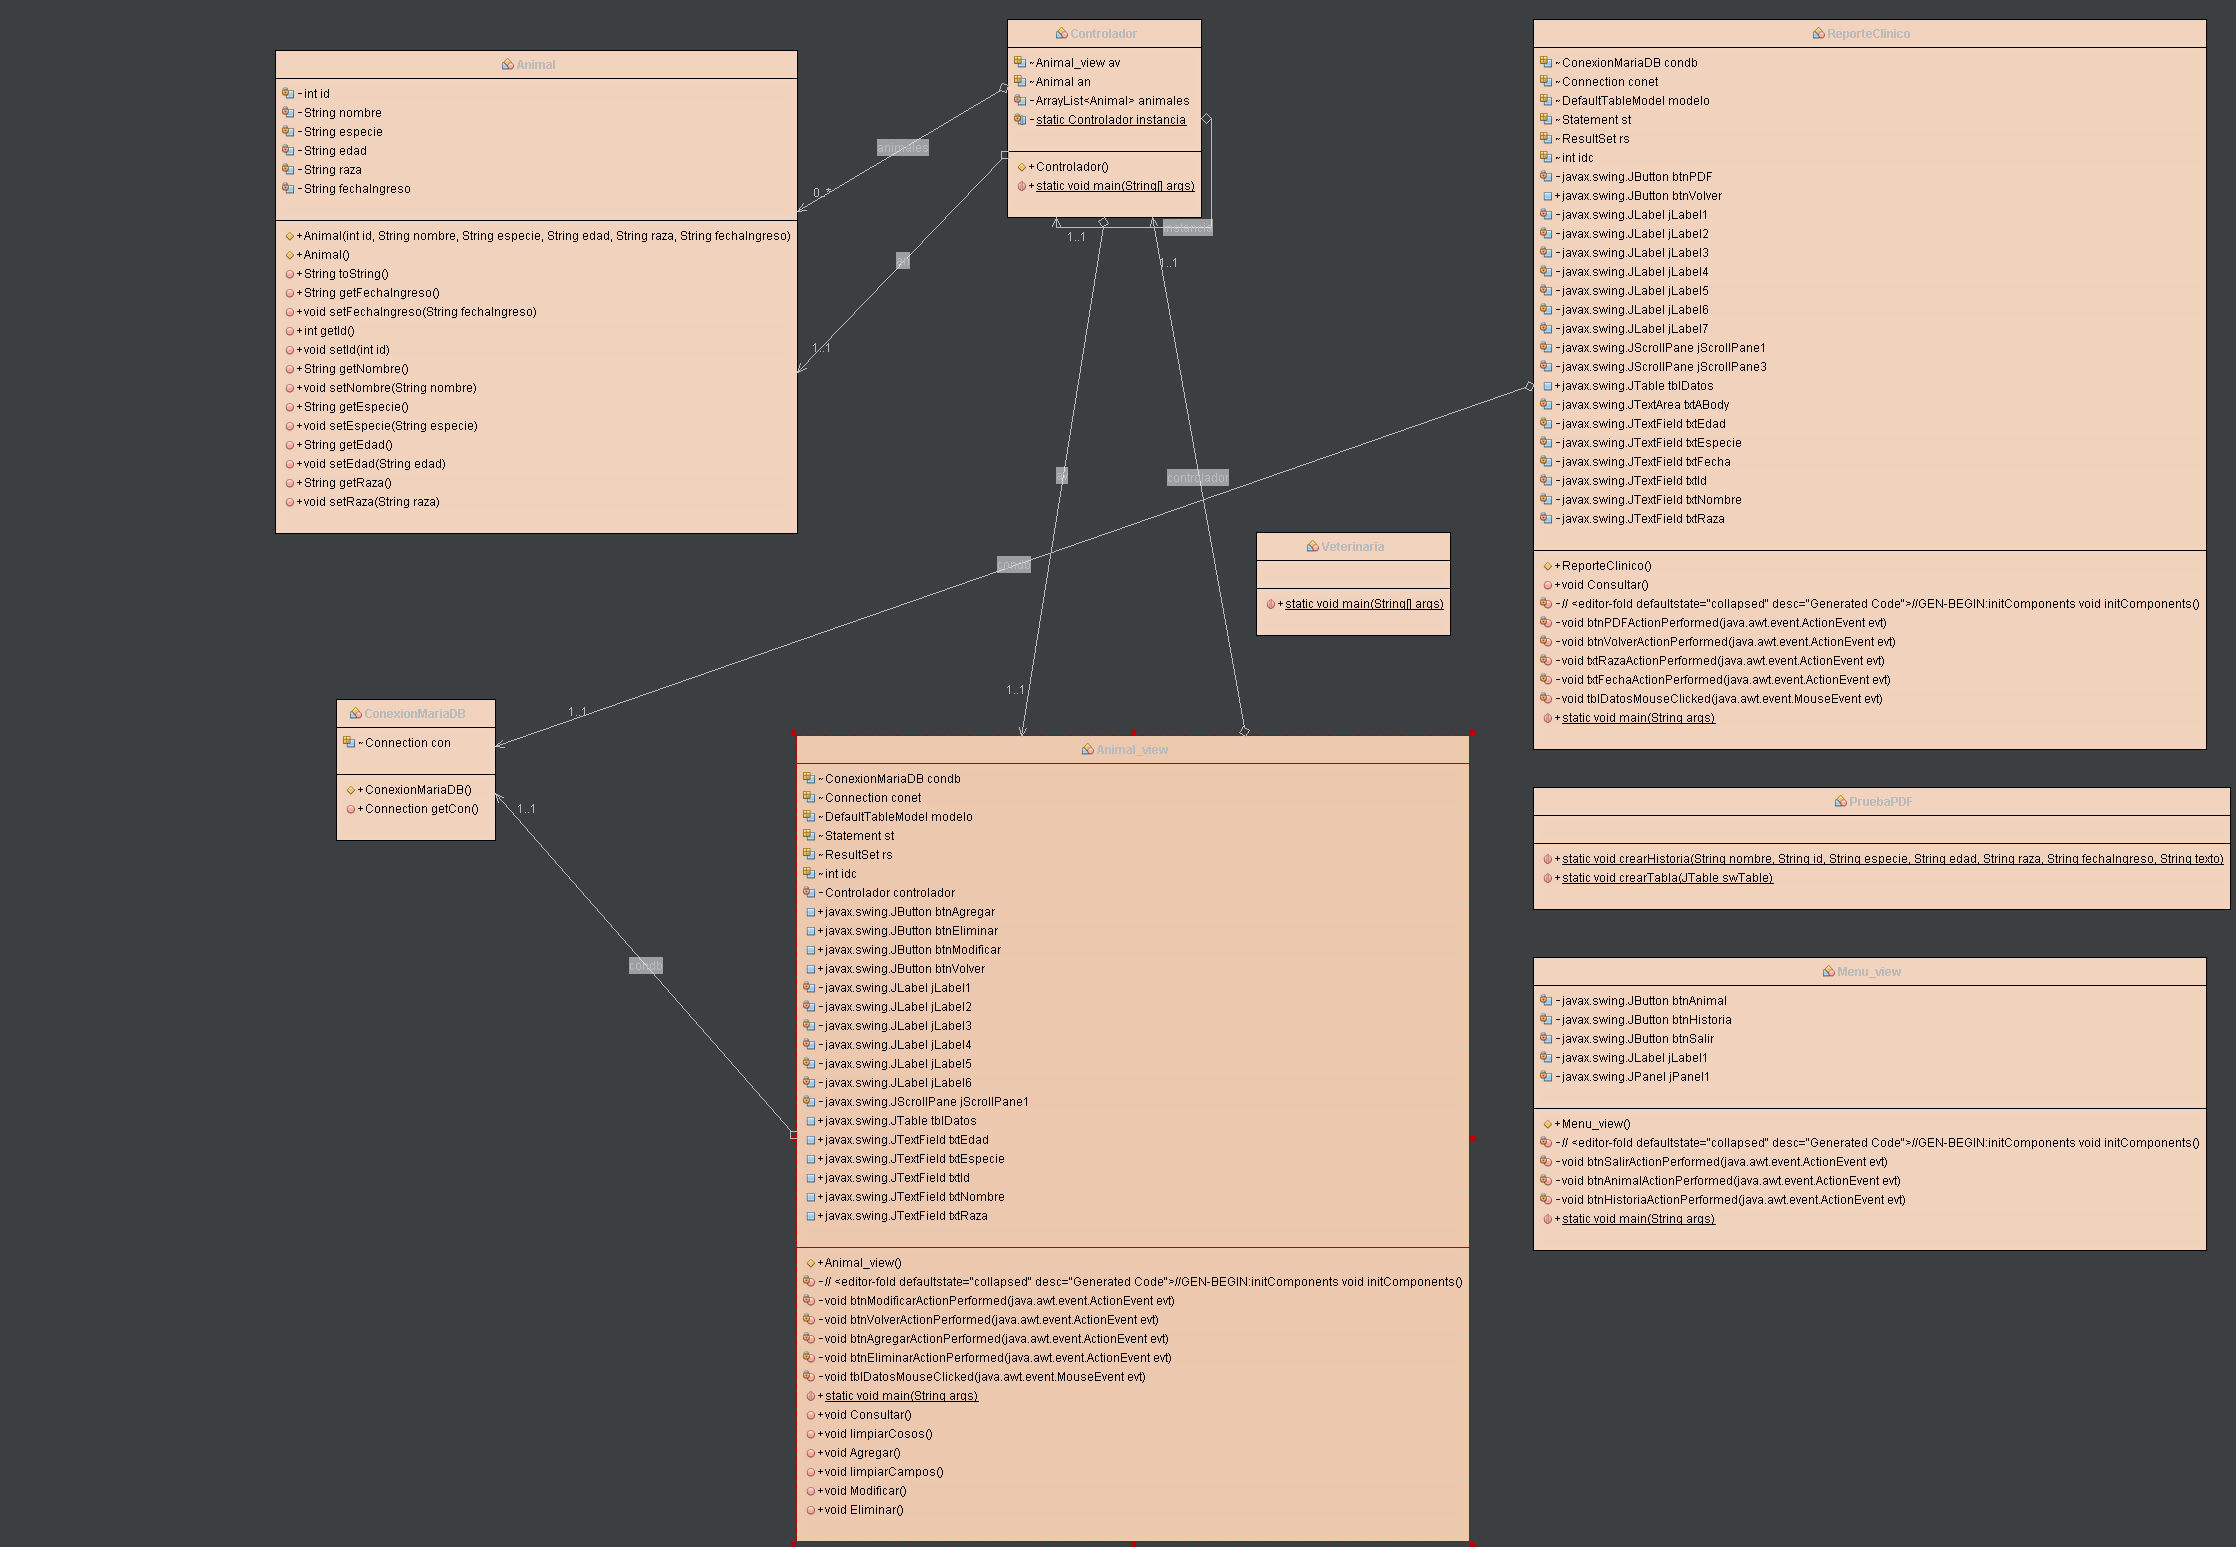 Animal
-int id
-String nombre
-String especie
-String edad
-String raza
-String fechaIngreso
+Animal(int id, String nombre, String especie, String edad, String raza, String fechaIngreso)
+Animal()
+String toString()
+String getFechaIngreso()
+void setFechaIngreso(String fechaIngreso)
+int getId()
+void setId(int id)
+String getNombre()
+void setNombre(String nombre)
+String getEspecie()
+void setEspecie(String especie)
+String getEdad()
+void setEdad(String edad)
+String getRaza()
+void setRaza(String raza)
Controlador
~Animal_view av
~Animal an
-ArrayList<Animal> animales
-static Controlador instancia
+Controlador()
+static void main(String[] args)
animales
0..*
an
1..1
instancia
1..1
1..1
av
controlador
1..1
condb
1..1
condb
1..1
ReporteClinico
~ConexionMariaDB condb
~Connection conet
~DefaultTableModel modelo
~Statement st
~ResultSet rs
~int idc
-javax.swing.JButton btnPDF
+javax.swing.JButton btnVolver
-javax.swing.JLabel jLabel1
-javax.swing.JLabel jLabel2
-javax.swing.JLabel jLabel3
-javax.swing.JLabel jLabel4
-javax.swing.JLabel jLabel5
-javax.swing.JLabel jLabel6
-javax.swing.JLabel jLabel7
-javax.swing.JScrollPane jScrollPane1
-javax.swing.JScrollPane jScrollPane3
+javax.swing.JTable tblDatos
-javax.swing.JTextArea txtABody
-javax.swing.JTextField txtEdad
-javax.swing.JTextField txtEspecie
-javax.swing.JTextField txtFecha
-javax.swing.JTextField txtId
-javax.swing.JTextField txtNombre
-javax.swing.JTextField txtRaza
+ReporteClinico()
+void Consultar()
-// <editor-fold defaultstate="collapsed" desc="Generated Code">//GEN-BEGIN:initComponents void initComponents()
-void btnPDFActionPerformed(java.awt.event.ActionEvent evt)
-void btnVolverActionPerformed(java.awt.event.ActionEvent evt)
-void txtRazaActionPerformed(java.awt.event.ActionEvent evt)
-void txtFechaActionPerformed(java.awt.event.ActionEvent evt)
-void tblDatosMouseClicked(java.awt.event.MouseEvent evt)
+static void main(String args)
Veterinaria
+static void main(String[] args)
ConexionMariaDB
~Connection con
+ConexionMariaDB()
+Connection getCon()
Animal_view
~ConexionMariaDB condb
~Connection conet
~DefaultTableModel modelo
~Statement st
~ResultSet rs
~int idc
-Controlador controlador
+javax.swing.JButton btnAgregar
+javax.swing.JButton btnEliminar
+javax.swing.JButton btnModificar
+javax.swing.JButton btnVolver
-javax.swing.JLabel jLabel1
-javax.swing.JLabel jLabel2
-javax.swing.JLabel jLabel3
-javax.swing.JLabel jLabel4
-javax.swing.JLabel jLabel5
-javax.swing.JLabel jLabel6
-javax.swing.JScrollPane jScrollPane1
+javax.swing.JTable tblDatos
+javax.swing.JTextField txtEdad
+javax.swing.JTextField txtEspecie
+javax.swing.JTextField txtId
+javax.swing.JTextField txtNombre
+javax.swing.JTextField txtRaza
+Animal_view()
-// <editor-fold defaultstate="collapsed" desc="Generated Code">//GEN-BEGIN:initComponents void initComponents()
-void btnModificarActionPerformed(java.awt.event.ActionEvent evt)
-void btnVolverActionPerformed(java.awt.event.ActionEvent evt)
-void btnAgregarActionPerformed(java.awt.event.ActionEvent evt)
-void btnEliminarActionPerformed(java.awt.event.ActionEvent evt)
-void tblDatosMouseClicked(java.awt.event.MouseEvent evt)
+static void main(String args)
+void Consultar()
+void limpiarCosos()
+void Agregar()
+void limpiarCampos()
+void Modificar()
+void Eliminar()
PruebaPDF
+static void crearHistoria(String nombre, String id, String especie, String edad, String raza, String fechaIngreso, String texto)
+static void crearTabla(JTable swTable)
Menu_view
-javax.swing.JButton btnAnimal
-javax.swing.JButton btnHistoria
-javax.swing.JButton btnSalir
-javax.swing.JLabel jLabel1
-javax.swing.JPanel jPanel1
+Menu_view()
-// <editor-fold defaultstate="collapsed" desc="Generated Code">//GEN-BEGIN:initComponents void initComponents()
-void btnSalirActionPerformed(java.awt.event.ActionEvent evt)
-void btnAnimalActionPerformed(java.awt.event.ActionEvent evt)
-void btnHistoriaActionPerformed(java.awt.event.ActionEvent evt)
+static void main(String args)